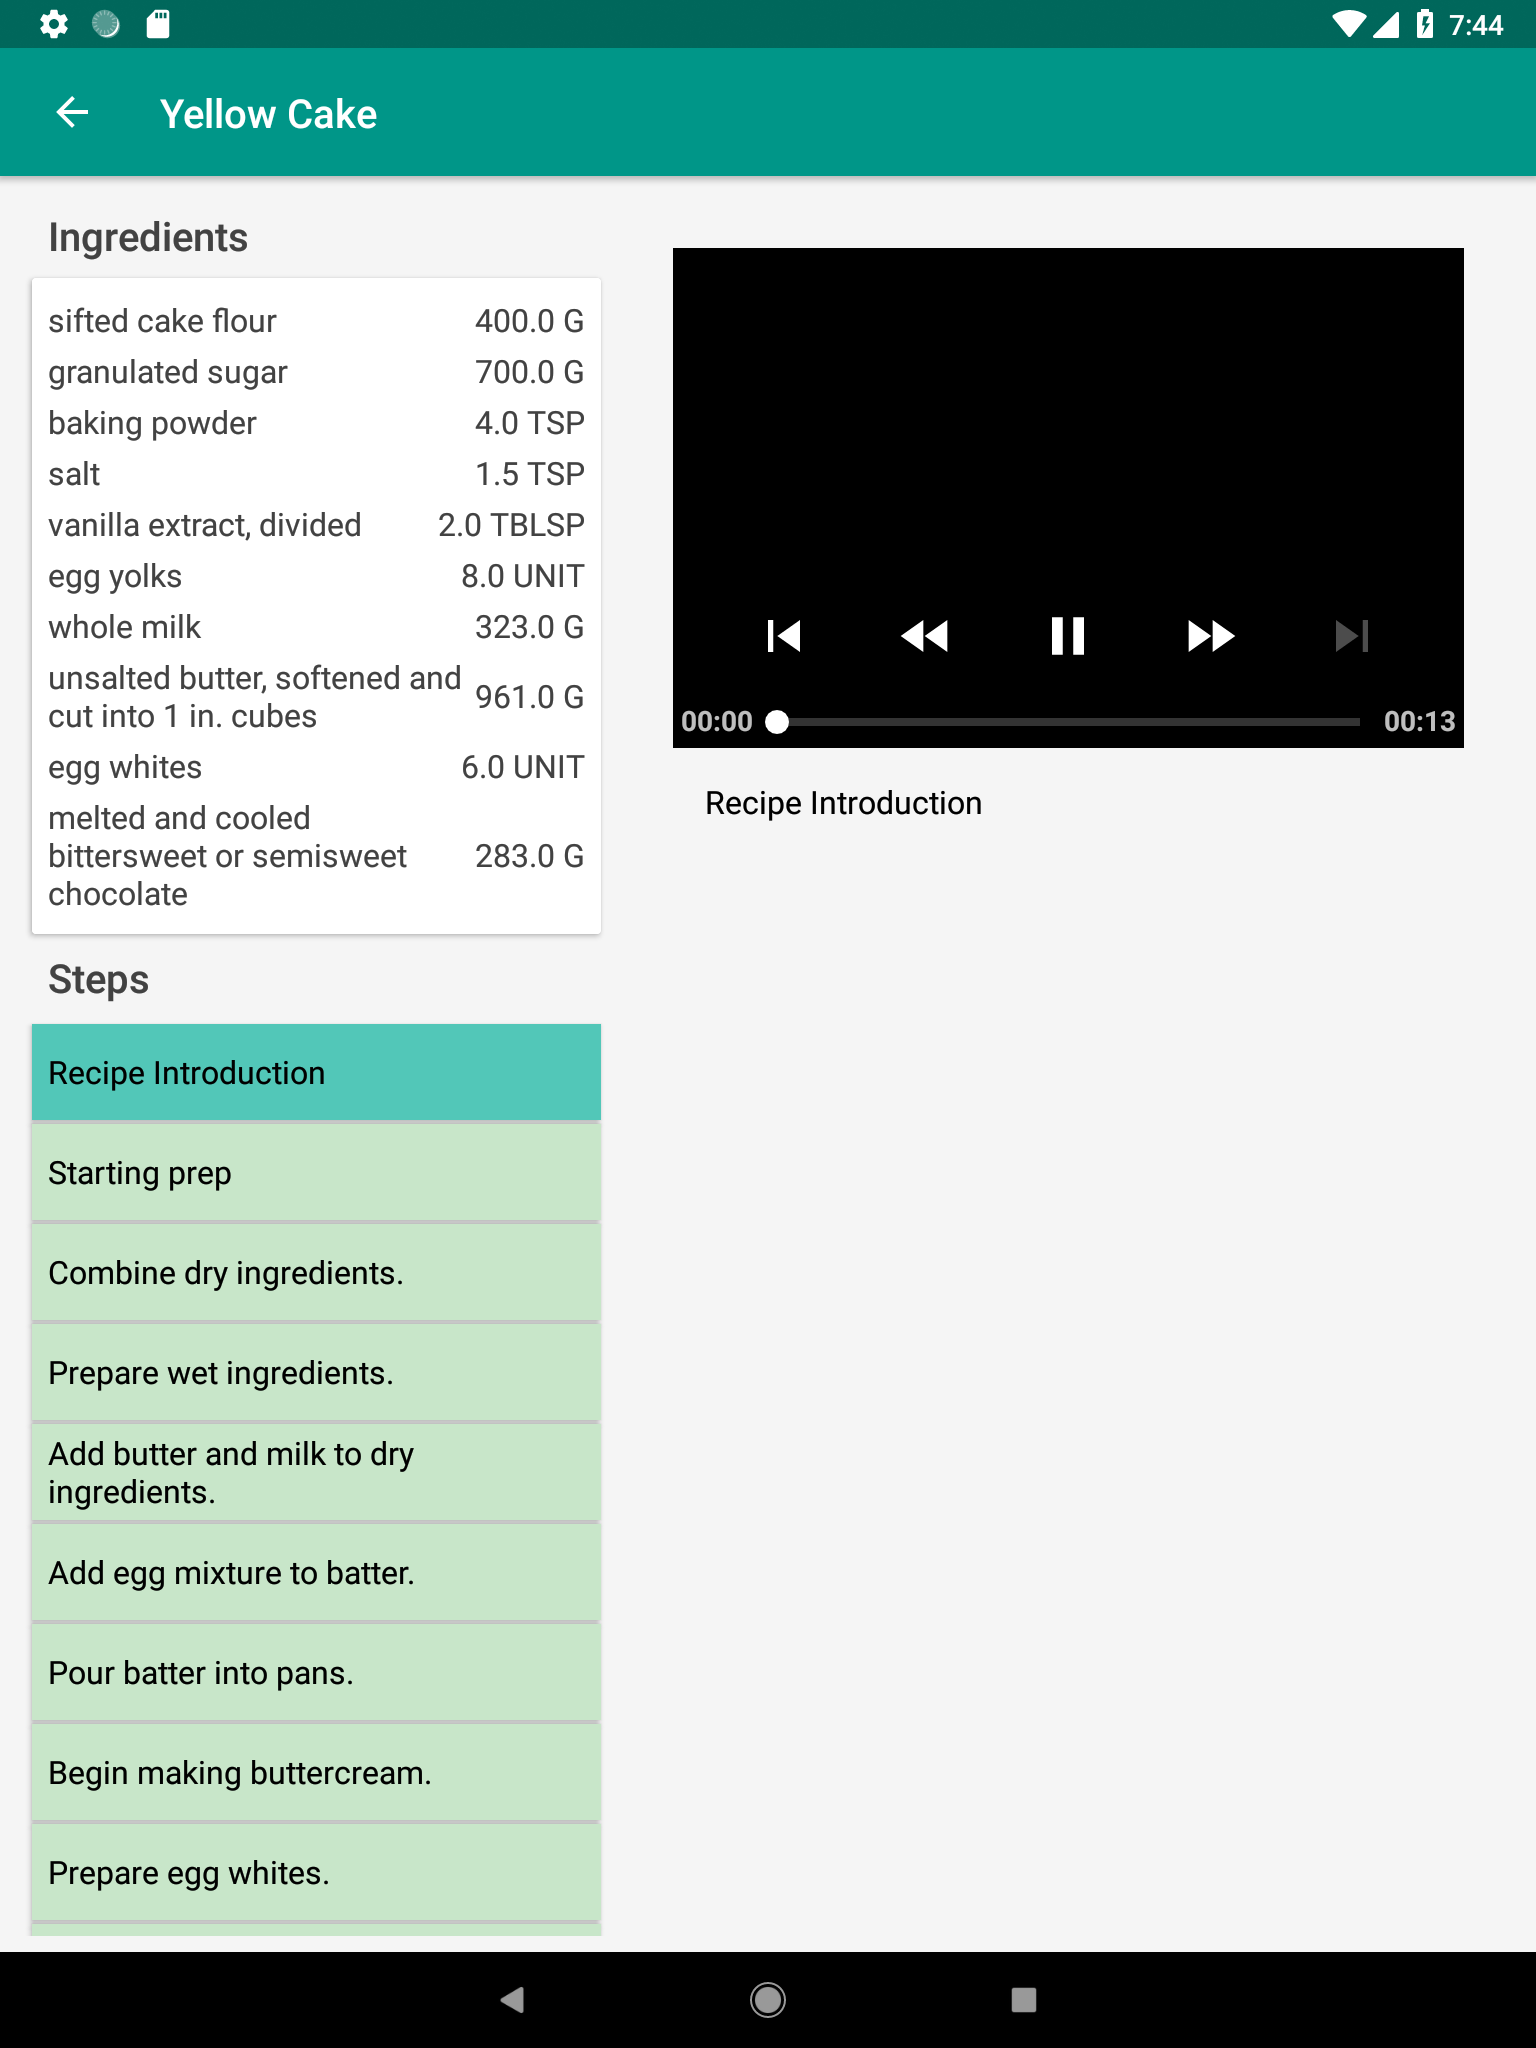 7:44
Yellow Cake
Ingredients
sifted cake flour 400.0 G
granulated sugar 700.0 G
baking powder 4.0 TSP
salt 1.5 TSP
vanilla extract, divided 2.0 TBLSP
egg yolks 8.0 UNIT
whole milk 323.0 G
unsalted butter, softened and
cut into 1 in. cubes 961.0 G
egg whites 6.0 UNIT
melted and cooled
bittersweet or semisweet 283.0 G
chocolate
Steps
Recipe Introduction
Starting prep
Combine dry ingredients.
Prepare wet ingredients.
Add butter and milk to dry
ingredients.
Add egg mixture to batter.
Pour batter into pans.
Begin making buttercream.
Prepare egg whites.
00:00 00:13
Recipe Introduction